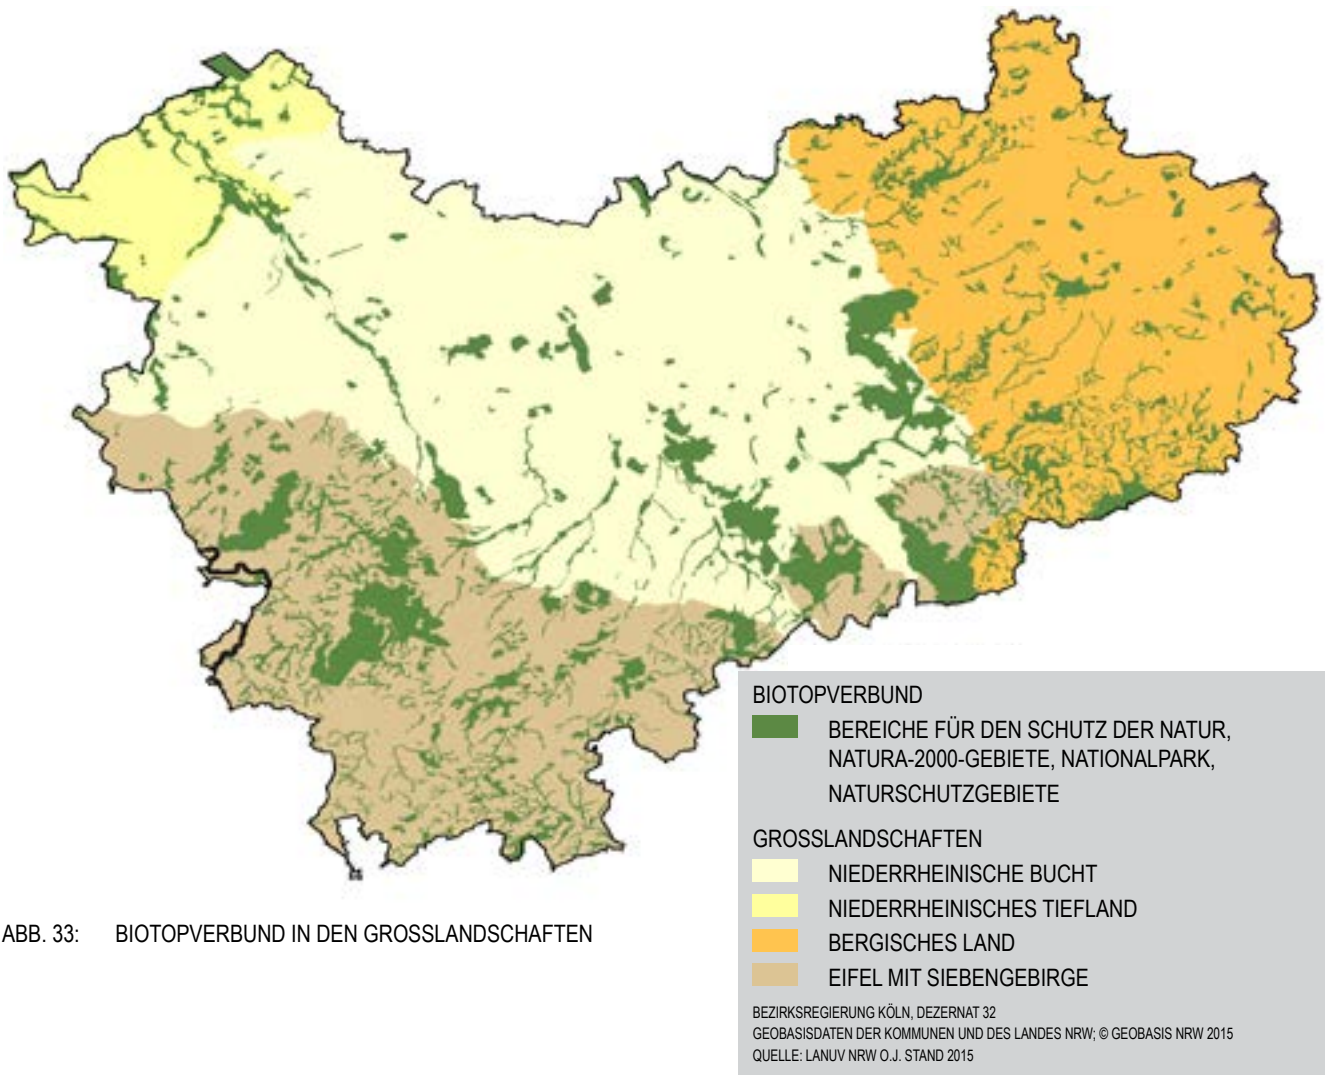 BIOTOPVERBUND
BEREICHE FÜR DEN SCHUTZ DER NATUR,
NATURA-2000-GEBIETE, NATIONALPARK,
NATURSCHUTZGEBIETE
GROSSLANDSCHAFTEN
NIEDERRHEINISCHE BUCHT
NIEDERRHEINISCHES TIEFLAND
BERGISCHES LAND
EIFEL MIT SIEBENGEBIRGE
BEZIRKSREGIERUNG KÖLN, DEZERNAT 32
GEOBASISDATEN DER KOMMUNEN UND DES LANDES NRW; © GEOBASIS NRW 2015
QUELLE: LANUV NRW O.J. STAND 2015
ABB. 33: BIOTOPVERBUND IN DEN GROSSLANDSCHAFTEN